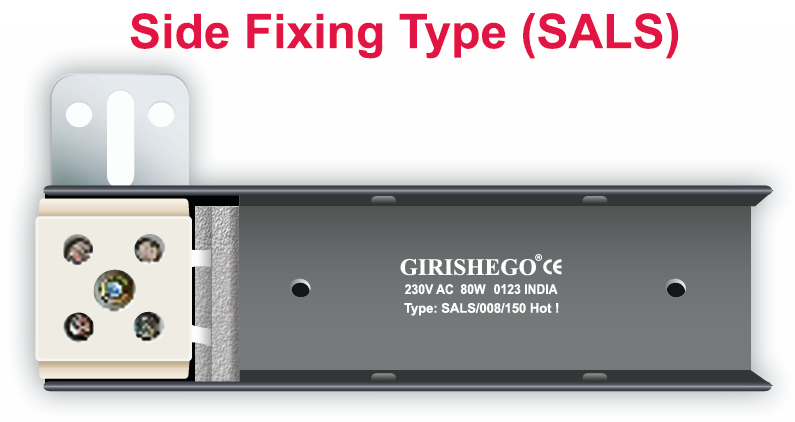 Side Fixing Type (SALS)
GIRISHEGO® CE
230V AC 80W 0123 INDIA
Type: SALS/008/150 Hot !